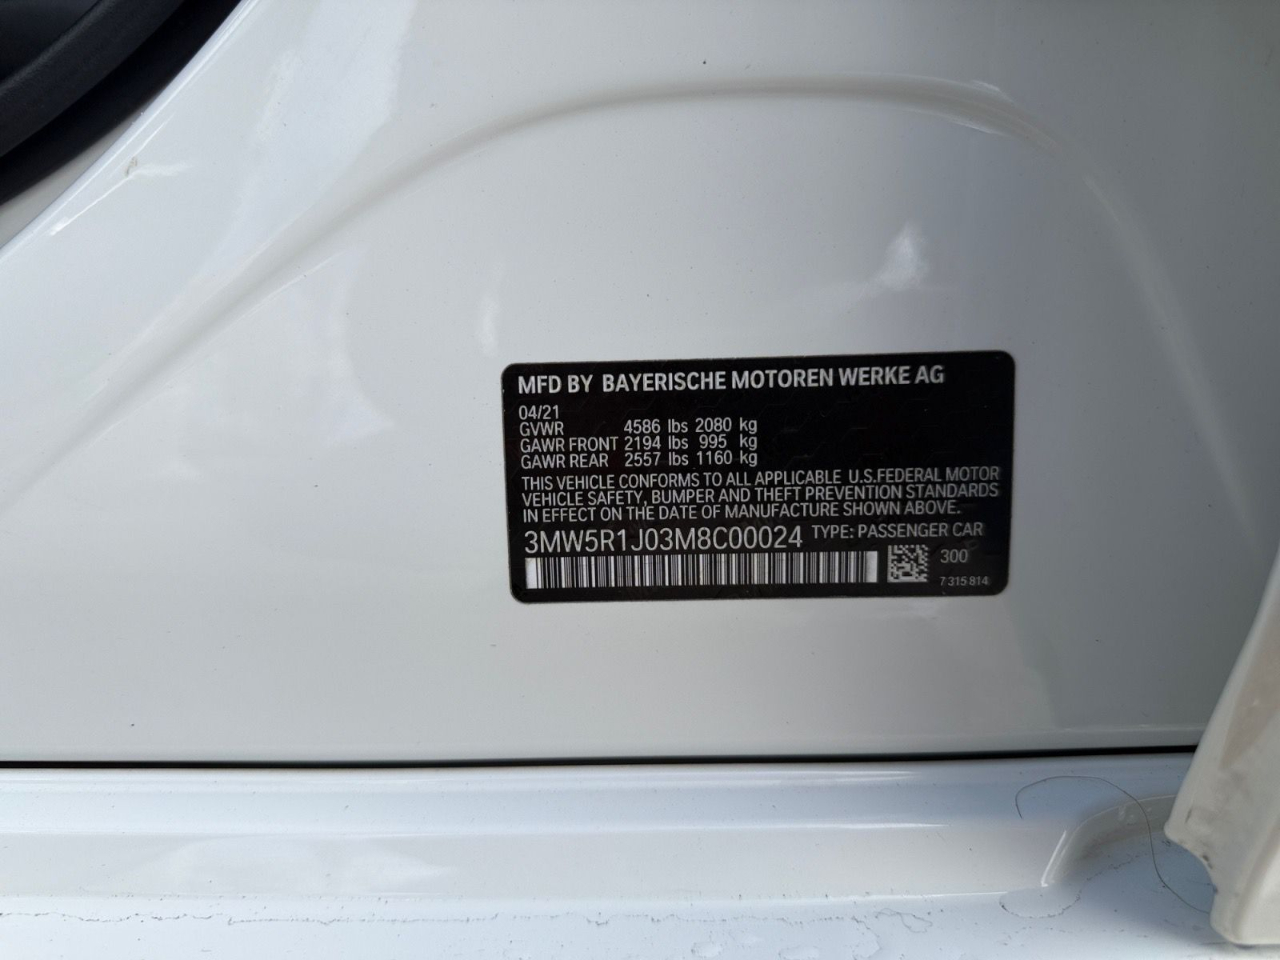 MFD BY BAYERISCHE MOTOREN WERKE AG
04/21
GVWR 4586 lbs 2080 kg
GAWR FRONT 2194 lbs 995 kg
GAWR REAR 2557 lbs 1160 kg
THIS VEHICLE CONFORMS TO ALL APPLICABLE U.S.FEDERAL MOTOR
VEHICLE SAFETY, BUMPER AND THEFT PREVENTION STANDARDS
IN EFFECT ON THE DATE OF MANUFACTURE SHOWN ABOVE.
3MW5R1J03M8C00024 TYPE: PASSENGER CAR
300
7 315 814